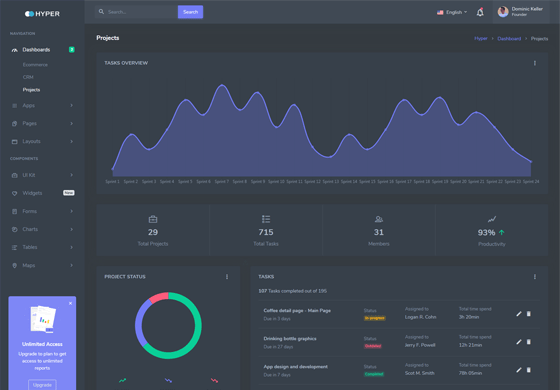 HYPER
Search...
Search
English
Dominic Keller
Founder
NAVIGATION
Dashboards
Ecommerce
CRM
Projects
Apps
Pages
Layouts
COMPONENTS
UI Kit
Widgets
Forms
Charts
Tables
Maps
Unlimited Access
Upgrade to plan to get
access to unlimited
reports
Upgrade
Projects
Hyper > Dashboard > Projects
TASKS OVERVIEW
Sprint 1 Sprint 2 Sprint 3 Sprint 4 Sprint 5 Sprint 6 Sprint 7 Sprint 8 Sprint 9 Sprint 10 Sprint 11 Sprint 12 Sprint 13 Sprint 14 Sprint 15 Sprint 16 Sprint 17 Sprint 18 Sprint 19 Sprint 20 Sprint 21 Sprint 22 Sprint 23 Sprint 24
29
Total Projects
715
Total Tasks
31
Members
93%
Productivity
PROJECT STATUS
TASKS
Tasks completed out of 195
Coffee detail page - Main Page
Due in 3 days
Status
In-progress
Assigned to
Logan R. Cohn
Total time spend
3h 20min
Drinking bottle graphics
Due in 27 days
Status
Outdated
Assigned to
Jerry F. Powell
Total time spend
12h 21min
App design and development
Due in 7 days
Status
Completed
Assigned to
Scot M. Smith
Total time spend
78h 05min